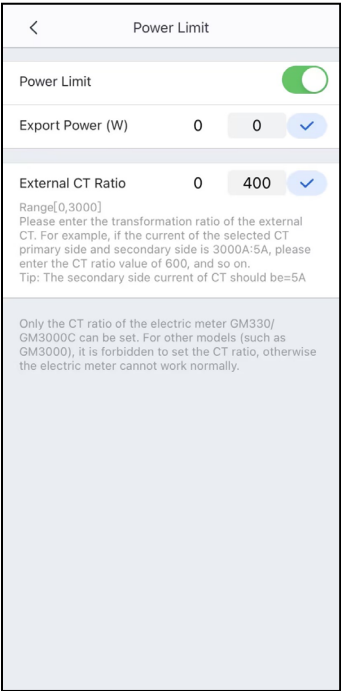 Power Limit
Power Limit
Export Power (W) 0 0
External CT Ratio 0 400
Range[0,3000]
Please enter the transformation ratio of the external
CT. For example, if the current of the selected CT
primary side and secondary side is 3000A:5A, please
enter the CT ratio value of 600, and so on.
Tip: The secondary side current of CT should be=5A
Only the CT ratio of the electric meter GM330/
GM3000C can be set. For other models (such as
GM3000), it is forbidden to set the CT ratio, otherwise
the electric meter cannot work normally.